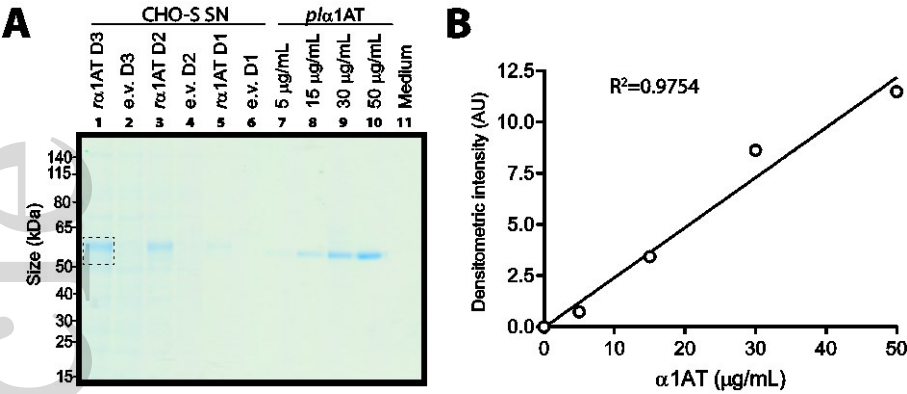 A
CHO-S SN
plα1AT
rα1AT D3
e.v. D3
rα1AT D2
e.v. D2
rα1AT D1
e.v. D1
5 µg/mL
15 µg/mL
30 µg/mL
50 µg/mL
Medium
1 2 3 4 5 6 7 8 9 10 11
Size (kDa)
140
115
80
65
50
40
30
25
15
B
R²=0.9754
Densitometric intensity (AU)
12.5
10.0
7.5
5.0
2.5
0.0
0 10 20 30 40 50
α1AT (µg/mL)